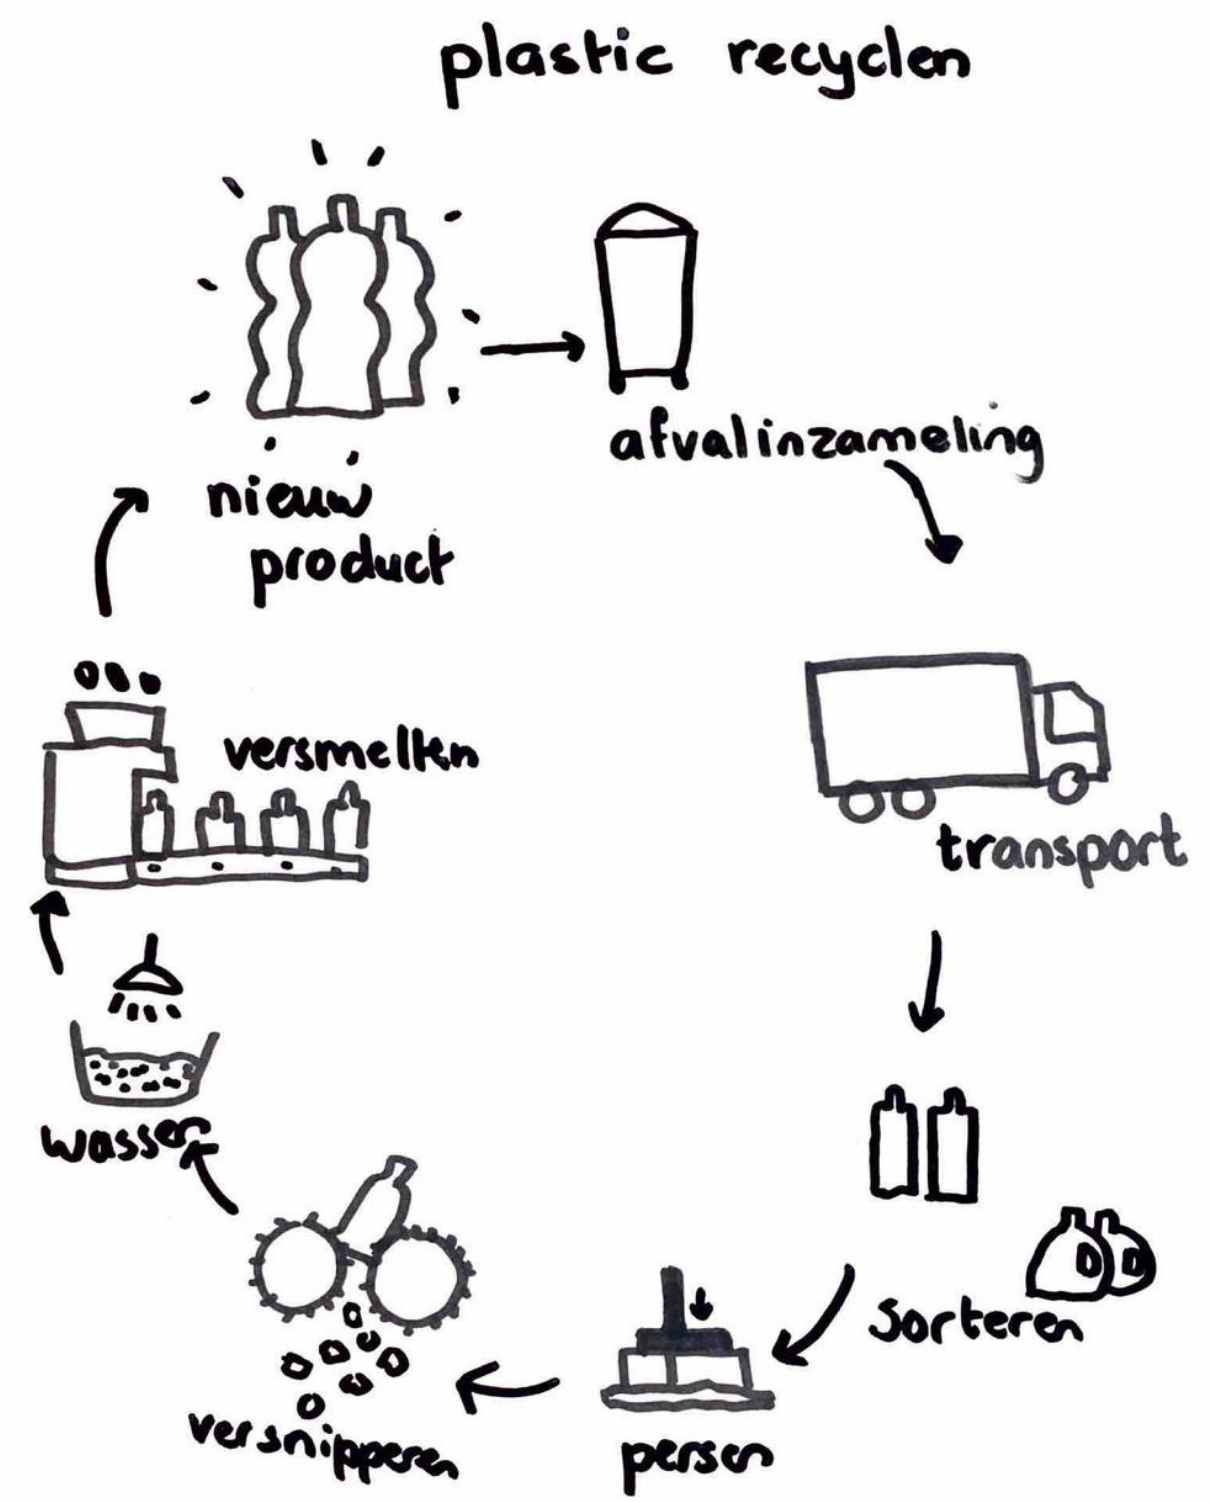 plastic recyclen
afvalinzameling
transport
sorteren
persen
versnipperen
wassen
versmelten
nieuw
product